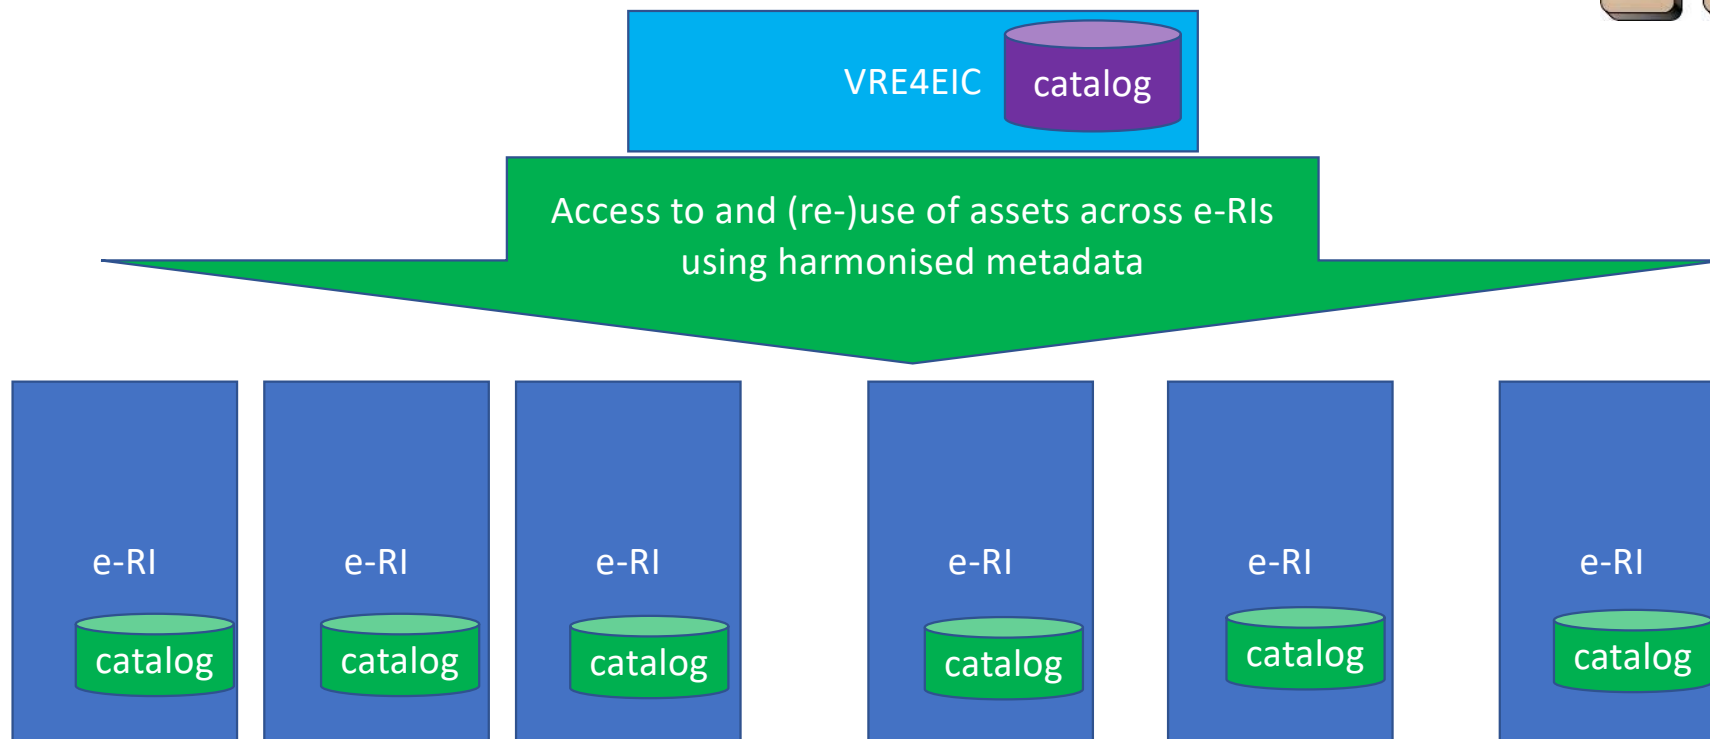 VRE4EIC
catalog
Access to and (re-)use of assets across e-RIs
using harmonised metadata
e-RI
e-RI
e-RI
e-RI
e-RI
e-RI
catalog
catalog
catalog
catalog
catalog
catalog